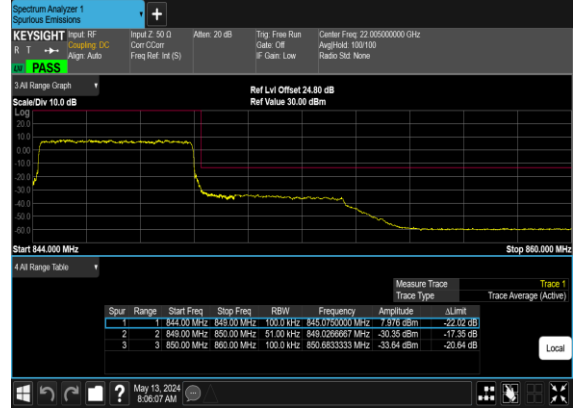 Spectrum Analyzer 1
Spurious Emissions
KEYSIGHT Input: RF Input Z: 50 Ω Atten: 20 dB Trig: Free Run Center Freq: 22.005000000 GHz
R T Coupling: DC Corr CCorr Gate: Off Avg|Hold: 100/100
Align: Auto Freq Ref: Int (S) IF Gain: Low Radio Std: None
PASS
3 All Range Graph
Ref Lvl Offset 24.80 dB
Scale/Div 10.0 dB Ref Value 30.00 dBm
Log
20.0
10.0
0.00
-10.0
-20.0
-30.0
-40.0
-50.0
-60.0
Start 844.000 MHz Stop 860.000 MHz
4 All Range Table
Measure Trace Trace 1
Trace Type Trace Average (Active)
Spur Range Start Freq Stop Freq RBW Frequency Amplitude ΔLimit
1 1 844.00 MHz 849.00 MHz 100.0 kHz 845.0750000 MHz 7.976 dBm -22.02 dB
2 2 849.00 MHz 850.00 MHz 51.00 kHz 849.0266667 MHz -30.35 dBm -17.35 dB
3 3 850.00 MHz 860.00 MHz 100.0 kHz 850.6833333 MHz -33.64 dBm -20.64 dB
Local
?
May 13, 2024
8:06:07 AM